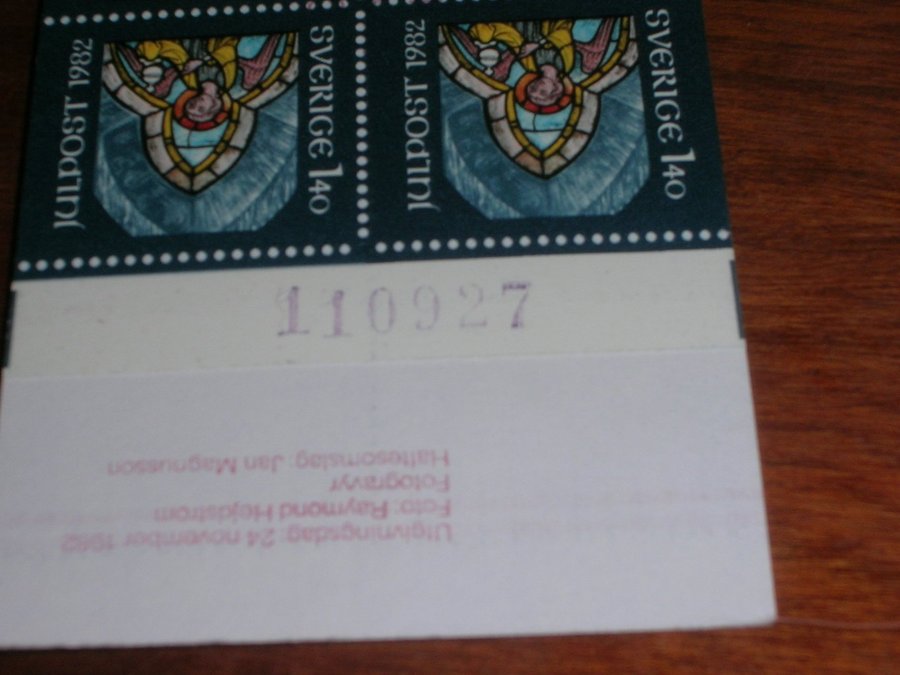 JULPOST 1982
SVERIGE 140
JULPOST 1982
SVERIGE 140
110927
Utgivningsdag: 24 november 1982
Foto: Raymond Hejdström
Fotogravyr
Häftesomslag: Jan Magnusson